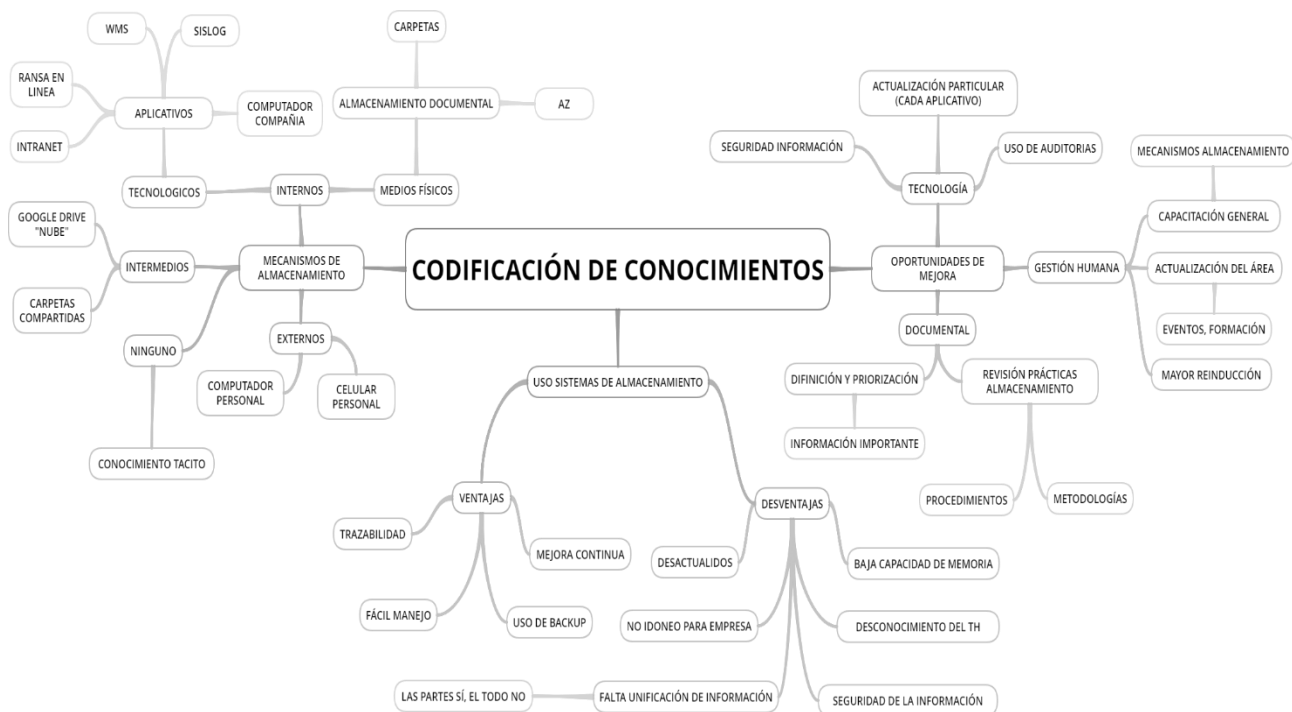 WMS
SISLOG
CARPETAS
RANSA EN
LINEA
APLICATIVOS
COMPUTADOR
COMPAÑIA
INTRANET
ALMACENAMIENTO DOCUMENTAL
AZ
TECNOLOGICOS
INTERNOS
MEDIOS FÍSICOS
GOOGLE DRIVE
"NUBE"
INTERMEDIOS
MECANISMOS DE
ALMACENAMIENTO
CARPETAS
COMPARTIDAS
NINGUNO
EXTERNOS
COMPUTADOR
PERSONAL
CELULAR
PERSONAL
CONOCIMIENTO TACITO
CODIFICACIÓN DE CONOCIMIENTOS
ACTUALIZACIÓN PARTICULAR
(CADA APLICATIVO)
SEGURIDAD INFORMACIÓN
USO DE AUDITORIAS
TECNOLOGÍA
MECANISMOS ALMACENAMIENTO
CAPACITACIÓN GENERAL
OPORTUNIDADES DE
MEJORA
GESTIÓN HUMANA
ACTUALIZACIÓN DEL ÁREA
EVENTOS, FORMACIÓN
MAYOR REINDUCCIÓN
DOCUMENTAL
DIFINICIÓN Y PRIORIZACIÓN
REVISIÓN PRÁCTICAS
ALMACENAMIENTO
INFORMACIÓN IMPORTANTE
PROCEDIMIENTOS
METODOLOGÍAS
USO SISTEMAS DE ALMACENAMIENTO
VENTAJAS
TRAZABILIDAD
MEJORA CONTINUA
FÁCIL MANEJO
USO DE BACKUP
DESVENTAJAS
DESACTUALIDOS
BAJA CAPACIDAD DE MEMORIA
NO IDONEO PARA EMPRESA
DESCONOCIMIENTO DEL TH
LAS PARTES SÍ, EL TODO NO
FALTA UNIFICACIÓN DE INFORMACIÓN
SEGURIDAD DE LA INFORMACIÓN